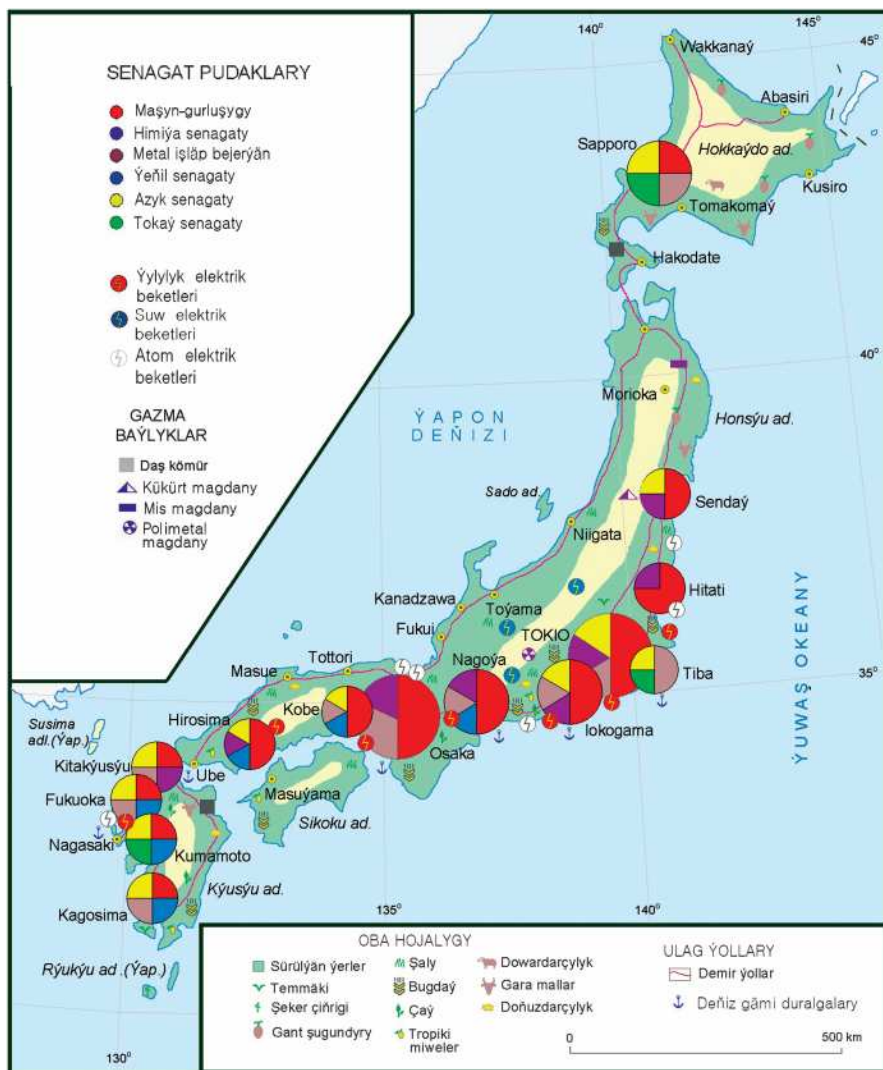 SENAGAT PUDAKLARY
Maşyn-gurluşygy
Himiýa senagaty
Metal işläp bejerýän
Ýeňil senagaty
Azyk senagaty
Tokaý senagaty
Ýylylyk elektrik
beketleri
Suw elektrik
beketleri
Atom elektrik
beketleri
GAZMA
BAÝLYKLAR
Daş kömür
Kükürt magdany
Mis magdany
Polimetal
magdany
140°
145°
45°
Wakkanaý
Abasiri
Sapporo
Hokkaýdo ad.
Kusiro
Tomakomaý
Hakodate
40°
Morioka
ÝAPON
DEŇIZI
Honsýu ad.
Sado ad.
Sendaý
Niigata
Hitati
Kanadzawa
Toýama
Fukui
TOKIO
ÝUWAŞ OKEANY
35°
Tottori
Masue
Nagoýa
Tiba
Kobe
Hirosima
Susima
adl.(Ýap.)
Iokogama
Osaka
Kitakýusýu
Ube
Fukuoka
Masuýama
Sikoku ad.
Nagasaki
Kumamoto
Kýusýu ad.
Kagosima
135°
140°
Rýukýu ad .(Ýap.)
130°
OBA HOJALYGY
Sürülýän ýerler
Temmäki
Şeker çiňrigi
Gant şugundyry
Şaly
Bugdaý
Çaý
Tropiki
miweler
Dowardarçylyk
Gara mallar
Doňuzdarçylyk
ULAG ÝOLLARY
Demir ýollar
Deňiz gämi duralgalary
0
500 km